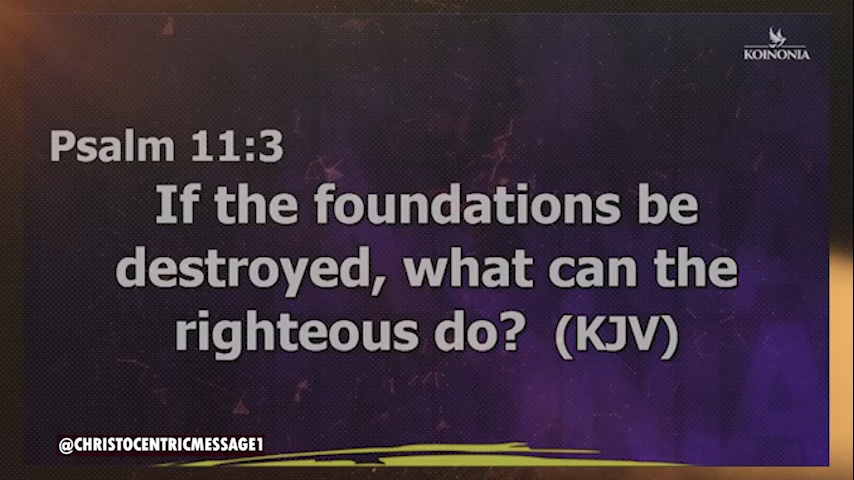 KOINONIA
Psalm 11:3
If the foundations be
destroyed, what can the
righteous do? (KJV)
@CHRISTOCENTRICMESSAGE1